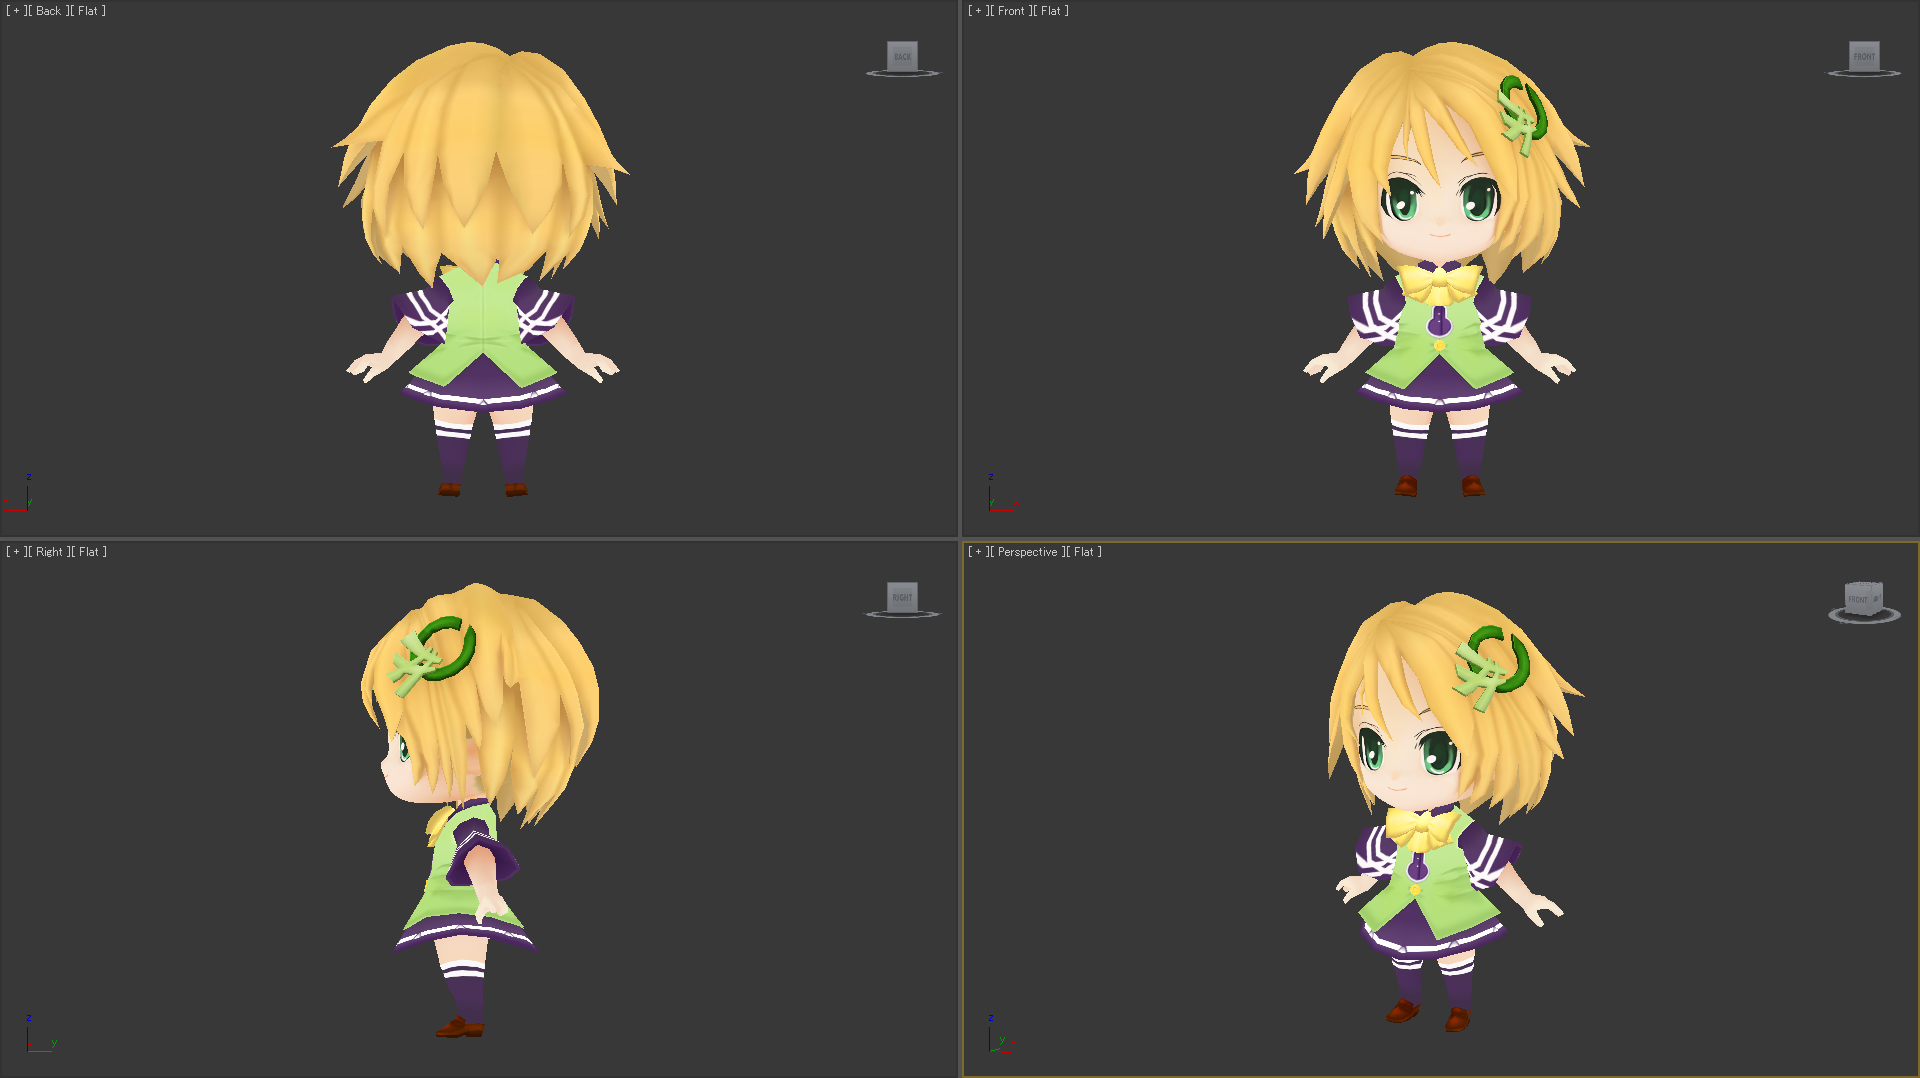 [ + ][ Back ][ Flat ]
BACK
[ + ][ Front ][ Flat ]
FRONT
z
y
z
y
x
[ + ][ Right ][ Flat ]
RIGHT
[ + ][ Perspective ][ Flat ]
FRONT
z
y
z
y
x